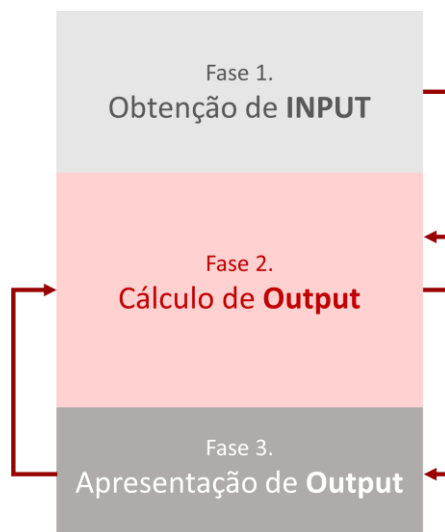 Fase 1.
Obtenção de INPUT
Fase 2.
Cálculo de Output
Fase 3.
Apresentação de Output